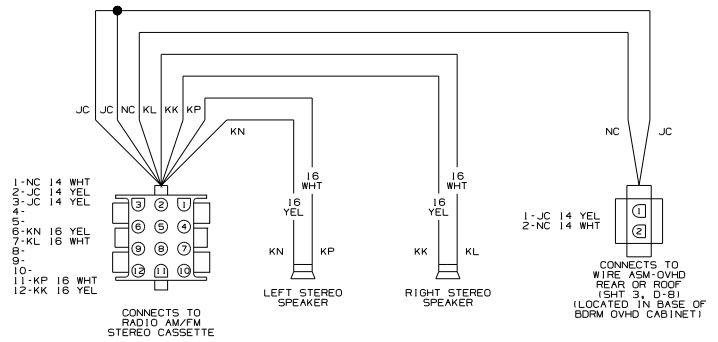 JC JC NC KL KK KP
KN
NC JC
1-NC 14 WHT
2-JC 14 YEL
3-JC 14 YEL
4-
5-
6-KN 16 YEL
7-KL 16 WHT
8-
9-
10-
11-KP 16 WHT
12-KK 16 YEL
3 2 1
6 5 4
9 8 7
12 11 10
CONNECTS TO
RADIO AM/FM
STEREO CASSETTE
16
WHT
16
YEL
KN KP
LEFT STEREO
SPEAKER
16
WHT
16
YEL
KK KL
RIGHT STEREO
SPEAKER
1-JC 14 YEL
2-NC 14 WHT
1
2
CONNECTS TO
WIRE ASM-OVHD
REAR OR ROOF
(SHT 3, D-8)
(LOCATED IN BASE OF
BDRM OVHD CABINET)